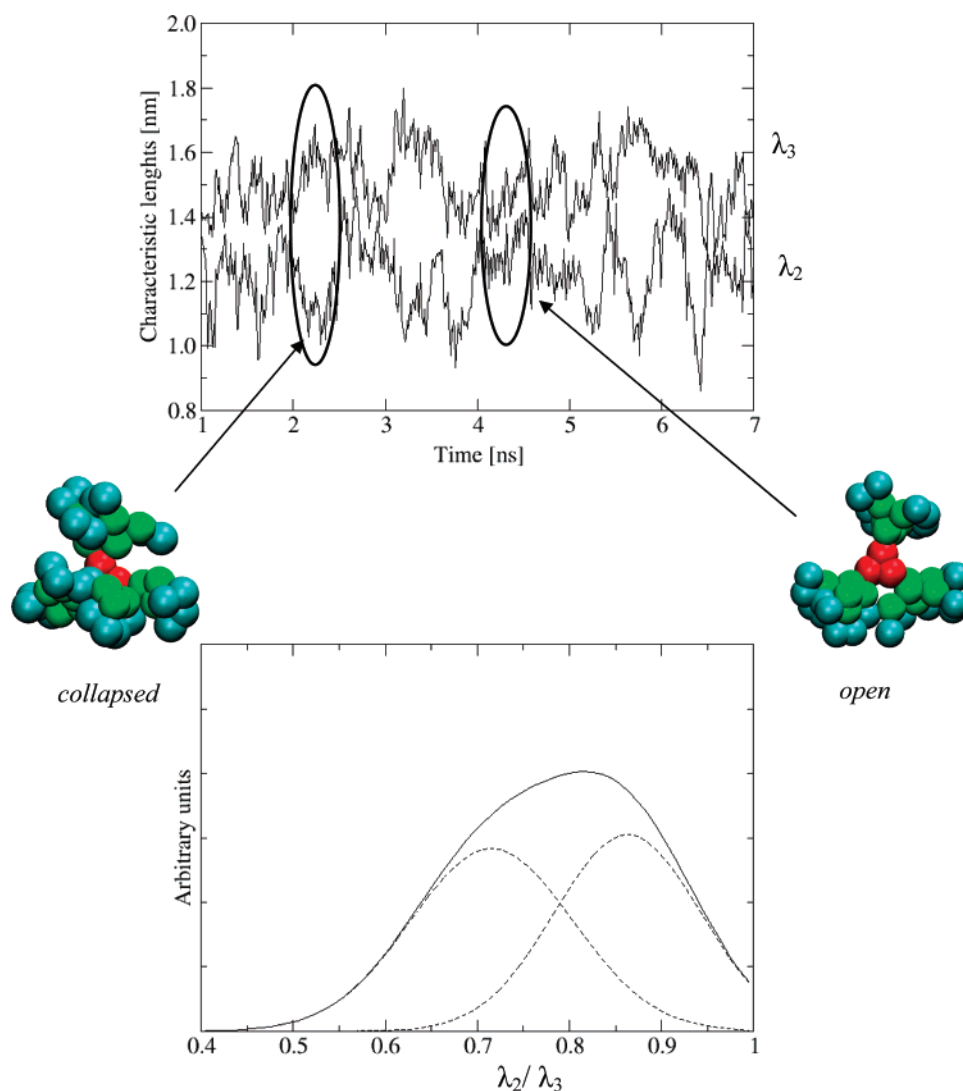 2.0
1.8
1.6
1.4
1.2
1.0
0.8
Characteristic lenghts [nm]
λ3
λ2
1 2 3 4 5 6 7
Time [ns]
collapsed
open
Arbitrary units
0.4 0.5 0.6 0.7 0.8 0.9 1
λ2/ λ3